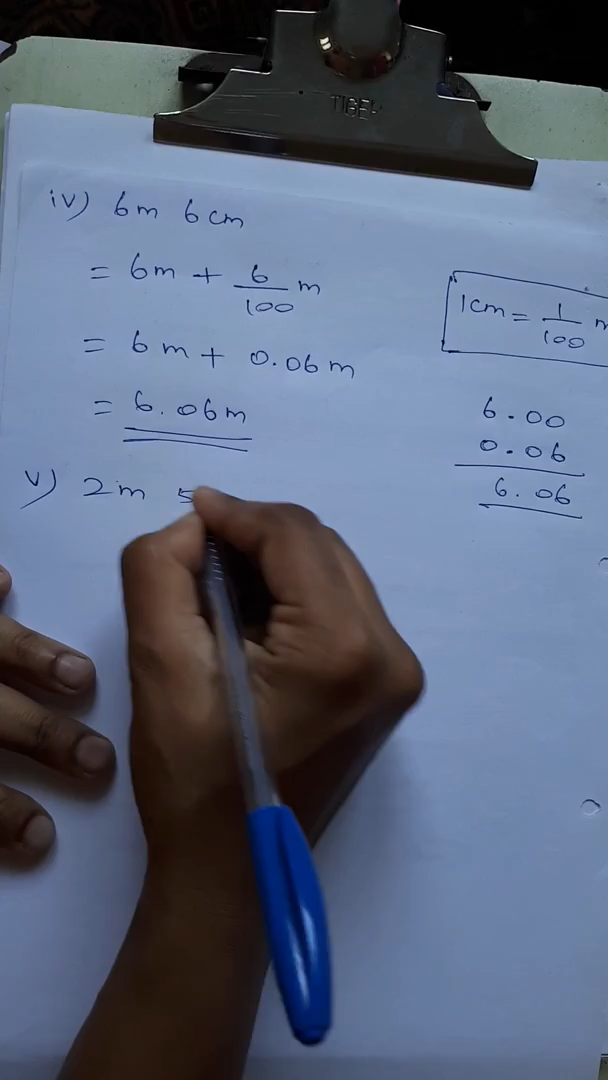 TIGER
iv) 6m 6cm
= 6m + 6/100 m
1cm = 1/100 m
= 6m + 0.06m
= 6.06m
6.00
0.06
6.06
v) 2m 5